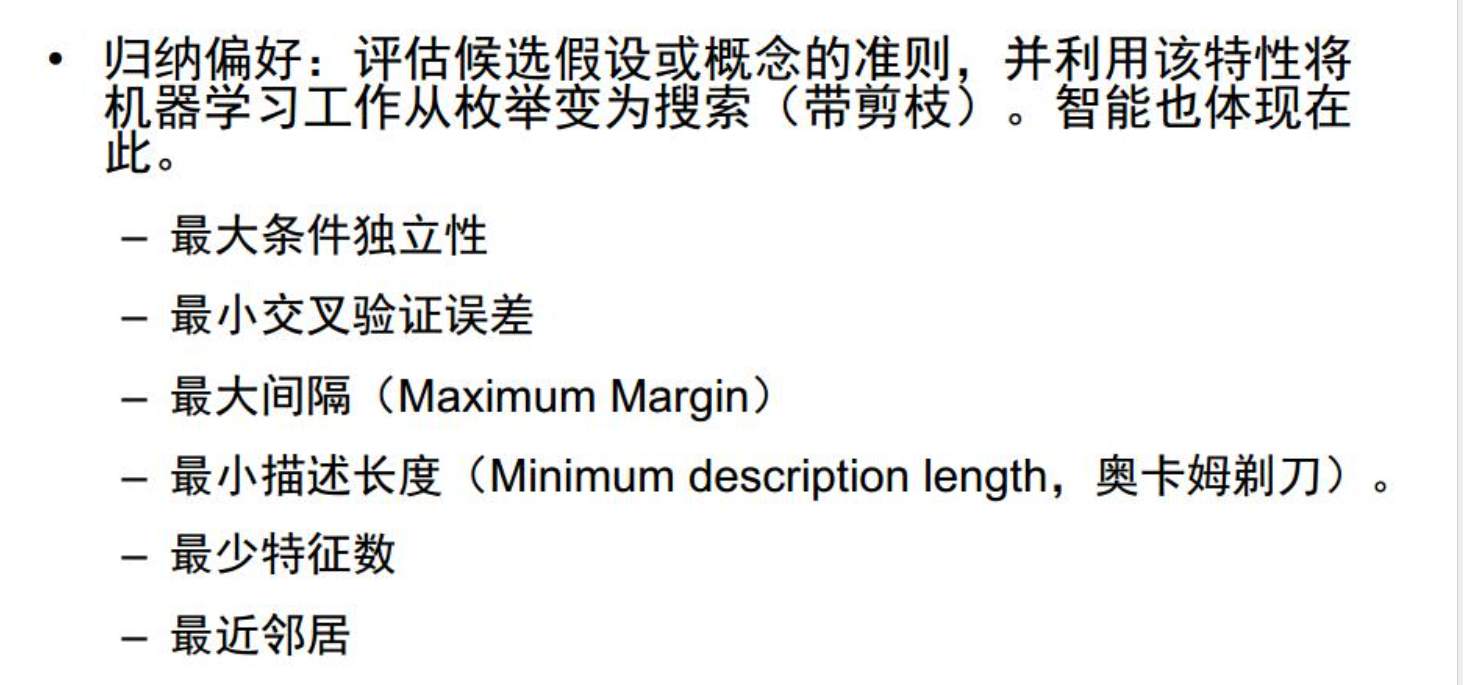 • 归纳偏好：评估候选假设或概念的准则，并利用该特性将
机器学习工作从枚举变为搜索（带剪枝）。智能也体现在
此。
– 最大条件独立性
– 最小交叉验证误差
– 最大间隔（Maximum Margin）
– 最小描述长度（Minimum description length，奥卡姆剃刀）。
– 最少特征数
– 最近邻居